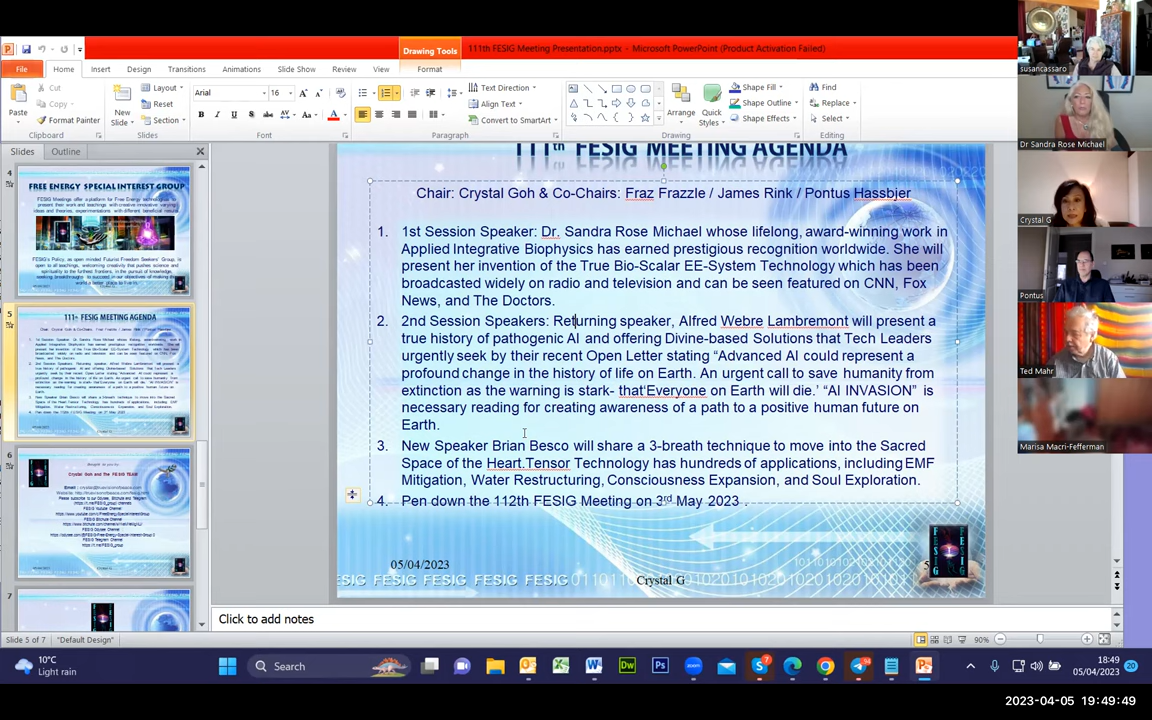 111th FESIG Meeting Presentation.pptx - Microsoft PowerPoint (Product Activation Failed)
Drawing Tools
File Home Insert Design Transitions Animations Slide Show Review View Format
Cut
Copy
Format Painter
Paste
Clipboard
New Slide
Layout
Reset
Section
Slides
Arial 16
Font
Paragraph
Text Direction
Align Text
Convert to SmartArt
Arrange
Quick Styles
Shape Fill
Shape Outline
Shape Effects
Drawing
Find
Replace
Select
Editing
Slides Outline
4
FREE ENERGY SPECIAL INTEREST GROUP
5
111th FESIG MEETING AGENDA
6
7
111th FESIG MEETING AGENDA
Chair: Crystal Goh & Co-Chairs: Fraz Frazzle / James Rink / Pontus Hassbjer
1. 1st Session Speaker: Dr. Sandra Rose Michael whose lifelong, award-winning work in
Applied Integrative Biophysics has earned prestigious recognition worldwide. She will
present her invention of the True Bio-Scalar EE-System Technology which has been
broadcasted widely on radio and television and can be seen featured on CNN, Fox
News, and The Doctors.
2. 2nd Session Speakers: Returning speaker, Alfred Webre Lambremont will present a
true history of pathogenic AI and offering Divine-based Solutions that Tech Leaders
urgently seek by their recent Open Letter stating “Advanced AI could represent a
profound change in the history of life on Earth. An urgent call to save humanity from
extinction as the warning is stark- that‘Everyone on Earth will die.’ “AI INVASION” is
necessary reading for creating awareness of a path to a positive human future on
Earth.
3. New Speaker Brian Besco will share a 3-breath technique to move into the Sacred
Space of the Heart.Tensor Technology has hundreds of applications, including EMF
Mitigation, Water Restructuring, Consciousness Expansion, and Soul Exploration.
4. Pen down the 112th FESIG Meeting on 3rd May 2023 .
05/04/2023
Crystal G
5
FESIG FESIG
Click to add notes
Slide 5 of 7 "Default Design" 90%
10°C
Light rain
Search
18:49
05/04/2023
20
susancassaro
Dr Sandra Rose Michael
Crystal G
Pontus
Ted Mahr
Marisa Macri-Fefferman
2023-04-05 19:49:49